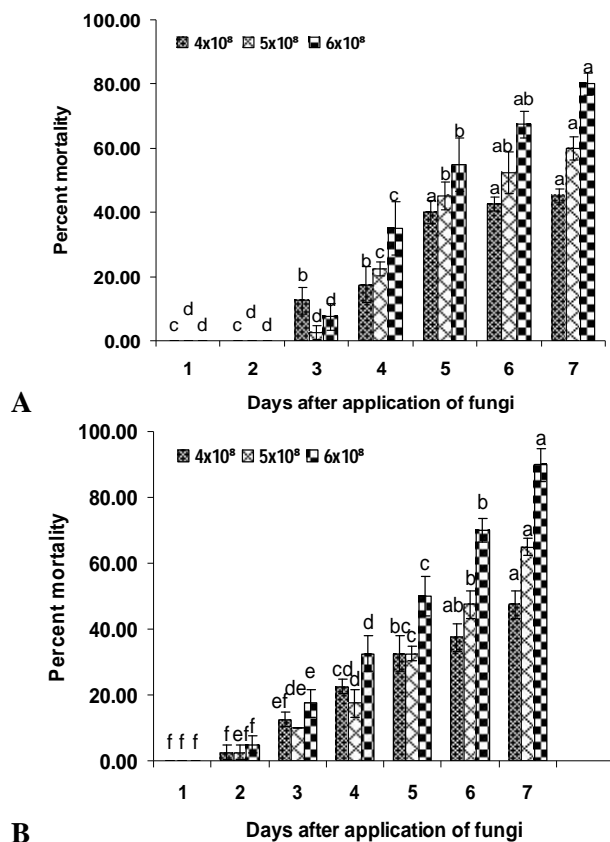 100.00
4x10⁸ 5x10⁸ 6x10⁸
80.00
60.00
40.00
20.00
0.00
Percent mortality
c d d
c d d
b d d
b c c
a b b
a ab ab
a a a
1 2 3 4 5 6 7
Days after application of fungi
A
100.00
4x10⁸ 5x10⁸ 6x10⁸
80.00
60.00
40.00
20.00
0.00
Percent mortality
f f f
f ef f
ef de e
cd d d
bc c c
ab b b
a a a
1 2 3 4 5 6 7
Days after application of fungi
B